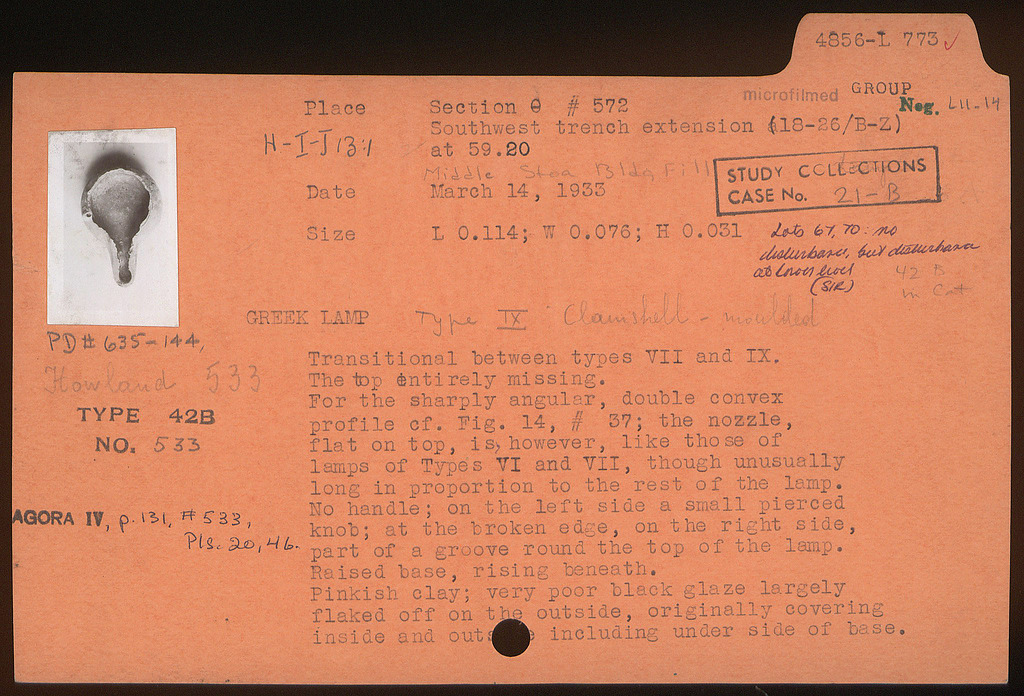 4856-L 773 ✓
microfilmed GROUP
Neg. LII-14
Place Section Θ # 572
H-I-J 13:1 Southwest trench extension (18-26/B-Z)
at 59.20
Middle Stoa Bldg Fill
STUDY COLLECTIONS
CASE No. 21-B
Date March 14, 1933
Size L 0.114; W 0.076; H 0.031
Lots 67, 70: no
disturbance, but disturbance
at lower level
(SIR)
42 B
in Cat
GREEK LAMP Type IX Clamshell - moulded
PD# 635-144,
Howland 533
TYPE 42B
NO. 533
AGORA IV, p. 131, #533,
Pls. 20, 46.
Transitional between types VII and IX.
The top entirely missing.
For the sharply angular, double convex
profile cf. Fig. 14, # 37; the nozzle,
flat on top, is, however, like those of
lamps of Types VI and VII, though unusually
long in proportion to the rest of the lamp.
No handle; on the left side a small pierced
knob; at the broken edge, on the right side,
part of a groove round the top of the lamp.
Raised base, rising beneath.
Pinkish clay; very poor black glaze largely
flaked off on the outside, originally covering
inside and outs e including under side of base.